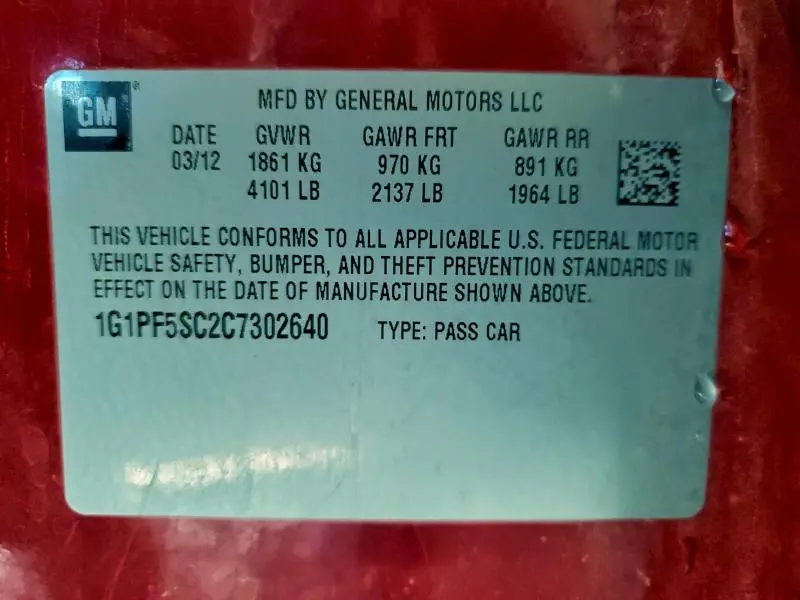 GM
MFD BY GENERAL MOTORS LLC
DATE GVWR GAWR FRT GAWR RR
03/12 1861 KG 970 KG 891 KG
4101 LB 2137 LB 1964 LB
THIS VEHICLE CONFORMS TO ALL APPLICABLE U.S. FEDERAL MOTOR
VEHICLE SAFETY, BUMPER, AND THEFT PREVENTION STANDARDS IN
EFFECT ON THE DATE OF MANUFACTURE SHOWN ABOVE.
1G1PF5SC2C7302640 TYPE: PASS CAR